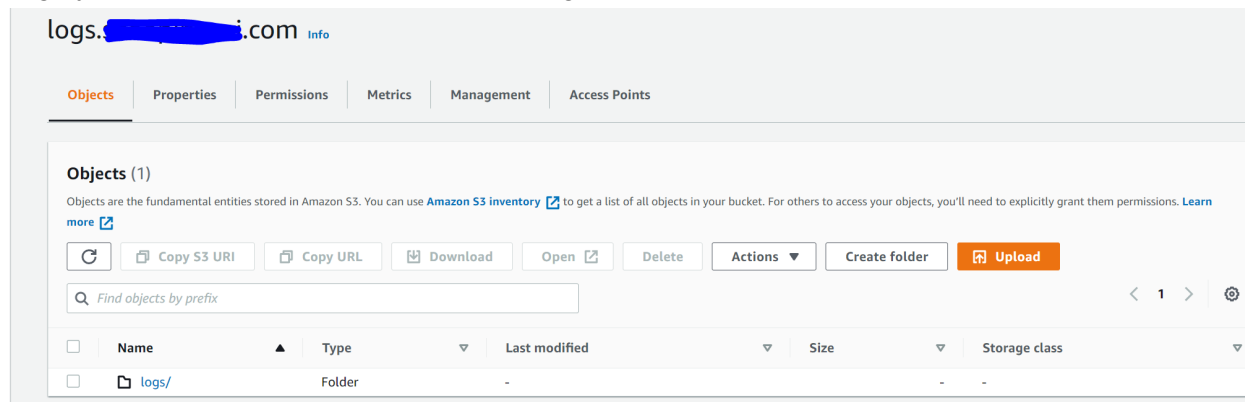 logs. .com Info
Objects Properties Permissions Metrics Management Access Points
Objects (1)
Objects are the fundamental entities stored in Amazon S3. You can use Amazon S3 inventory to get a list of all objects in your bucket. For others to access your objects, you'll need to explicitly grant them permissions. Learn
more
Copy S3 URI Copy URL Download Open Delete Actions Create folder Upload
Find objects by prefix 1
Name Type Last modified Size Storage class
logs/ Folder - - -